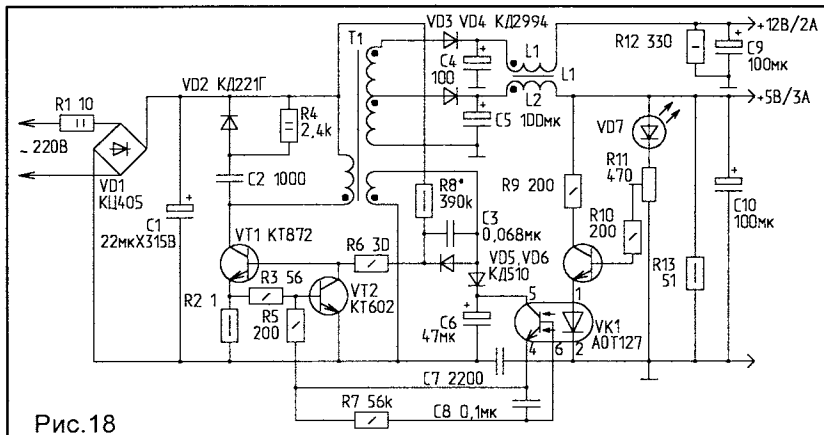 VD3 VD4 КД2994
+12В/2А
T1
L1
R12 330
C9
100мк
C4
100
L1
VD2 КД221Г
+5В/3А
R1 10
R4
2,4k
L2
C5 100мк
VD7
~220В
R8*
390k
R11
470
VD1
КЦ405
C2 1000
R9 200
C3
0,068мк
R10
200
C10
100мк
C1
22мкХ315В
VT1 КТ872
R6 30
VD5, VD6
КД510
R13
51
R3 56
VT2
КТ602
R2 1
R5
200
C6
47мк
5
1
VK1
АОТ127
4
6
2
C7 2200
R7 56k
C8 0,1мк
Рис.18